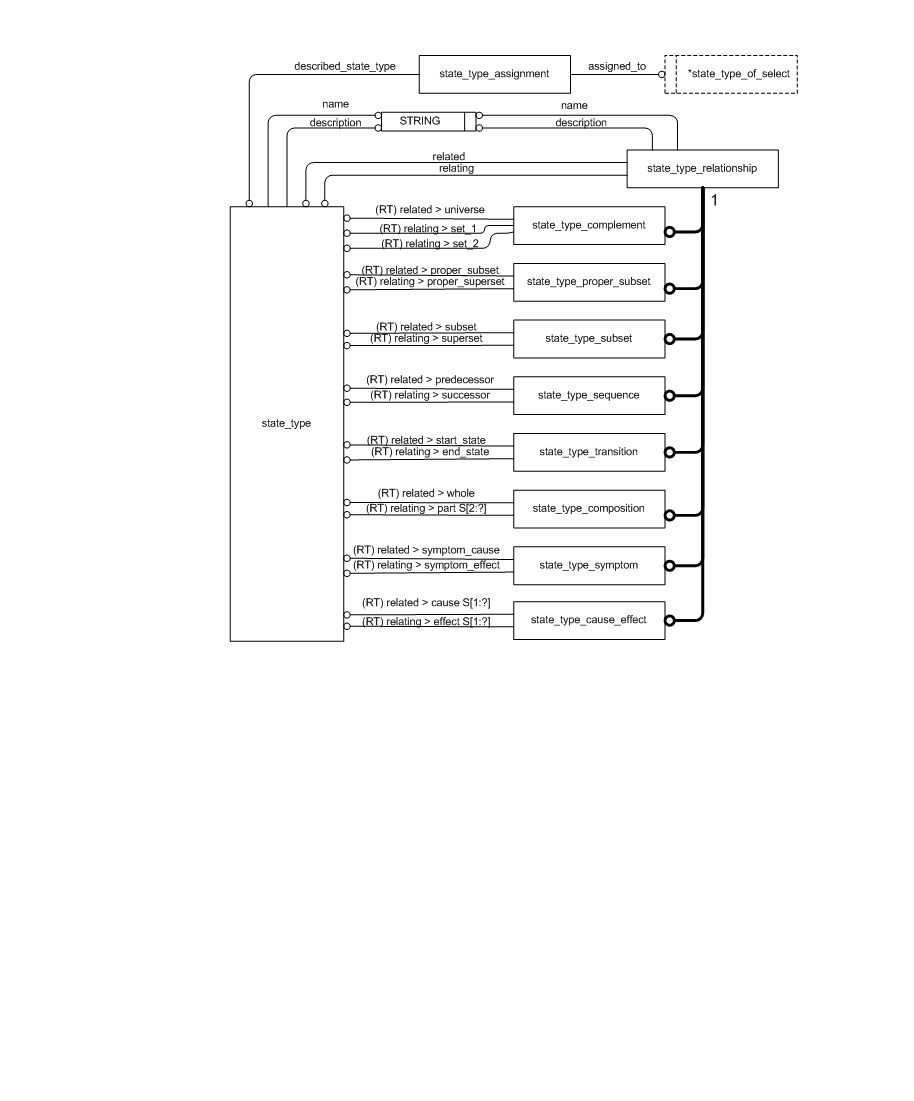 described_state_type
state_type_assignment
assigned_to
*state_type_of_select
name
STRING
name
description
description
related
relating
state_type_relationship
1
(RT) related > universe
(RT) relating > set_1
(RT) relating > set_2
state_type_complement
(RT) related > proper_subset
(RT) relating > proper_superset
state_type_proper_subset
(RT) related > subset
(RT) relating > superset
state_type_subset
(RT) related > predecessor
(RT) relating > successor
state_type_sequence
state_type
(RT) related > start_state
(RT) relating > end_state
state_type_transition
(RT) related > whole
(RT) relating > part S[2:?]
state_type_composition
(RT) related > symptom_cause
(RT) relating > symptom_effect
state_type_symptom
(RT) related > cause S[1:?]
(RT) relating > effect S[1:?]
state_type_cause_effect